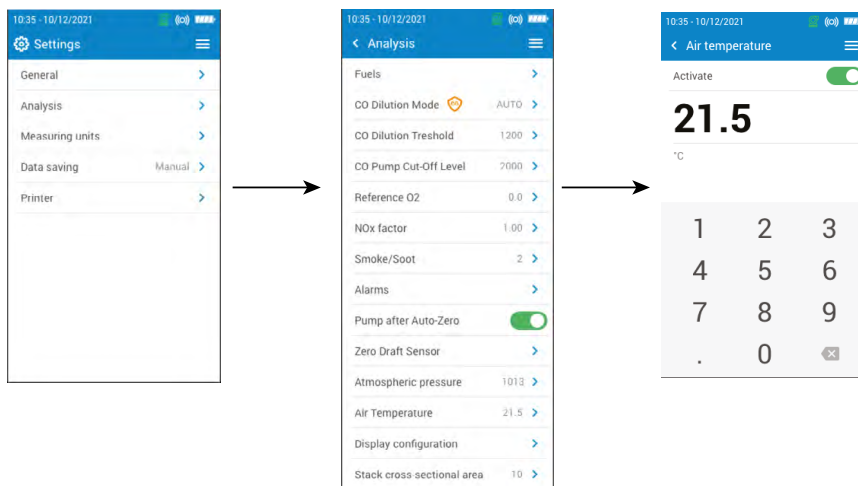 10:35 - 10/12/2021
Settings
General
Analysis
Measuring units
Data saving Manual
Printer
10:35 - 10/12/2021
Analysis
Fuels
CO Dilution Mode AUTO
CO Dilution Treshold 1200
CO Pump Cut-Off Level 2000
Reference O2 0.0
NOx factor 1.00
Smoke/Soot 2
Alarms
Pump after Auto-Zero
Zero Draft Sensor
Atmospheric pressure 1013
Air Temperature 21.5
Display configuration
Stack cross sectional area 10
10:35 - 10/12/2021
Air temperature
Activate
21.5
°C
1 2 3
4 5 6
7 8 9
. 0